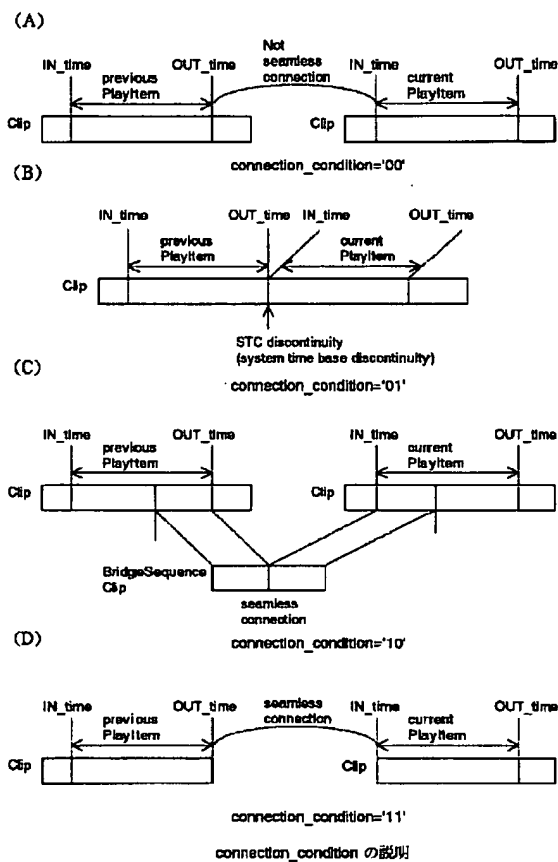 (A)
Not
seamless
connection
IN_time
previous
PlayItem
OUT_time
IN_time
current
PlayItem
OUT_time
Clip
Clip
connection_condition='00'
(B)
IN_time
previous
PlayItem
OUT_time
IN_time
current
PlayItem
OUT_time
Clip
STC discontinuity
(system time base discontinuity)
connection_condition='01'
(C)
IN_time
previous
PlayItem
OUT_time
IN_time
current
PlayItem
OUT_time
Clip
Clip
BridgeSequence
Clip
seamless
connection
connection_condition='10'
(D)
IN_time
previous
PlayItem
OUT_time
seamless
connection
IN_time
current
PlayItem
OUT_time
Clip
Clip
connection_condition='11'
connection_condition の説明